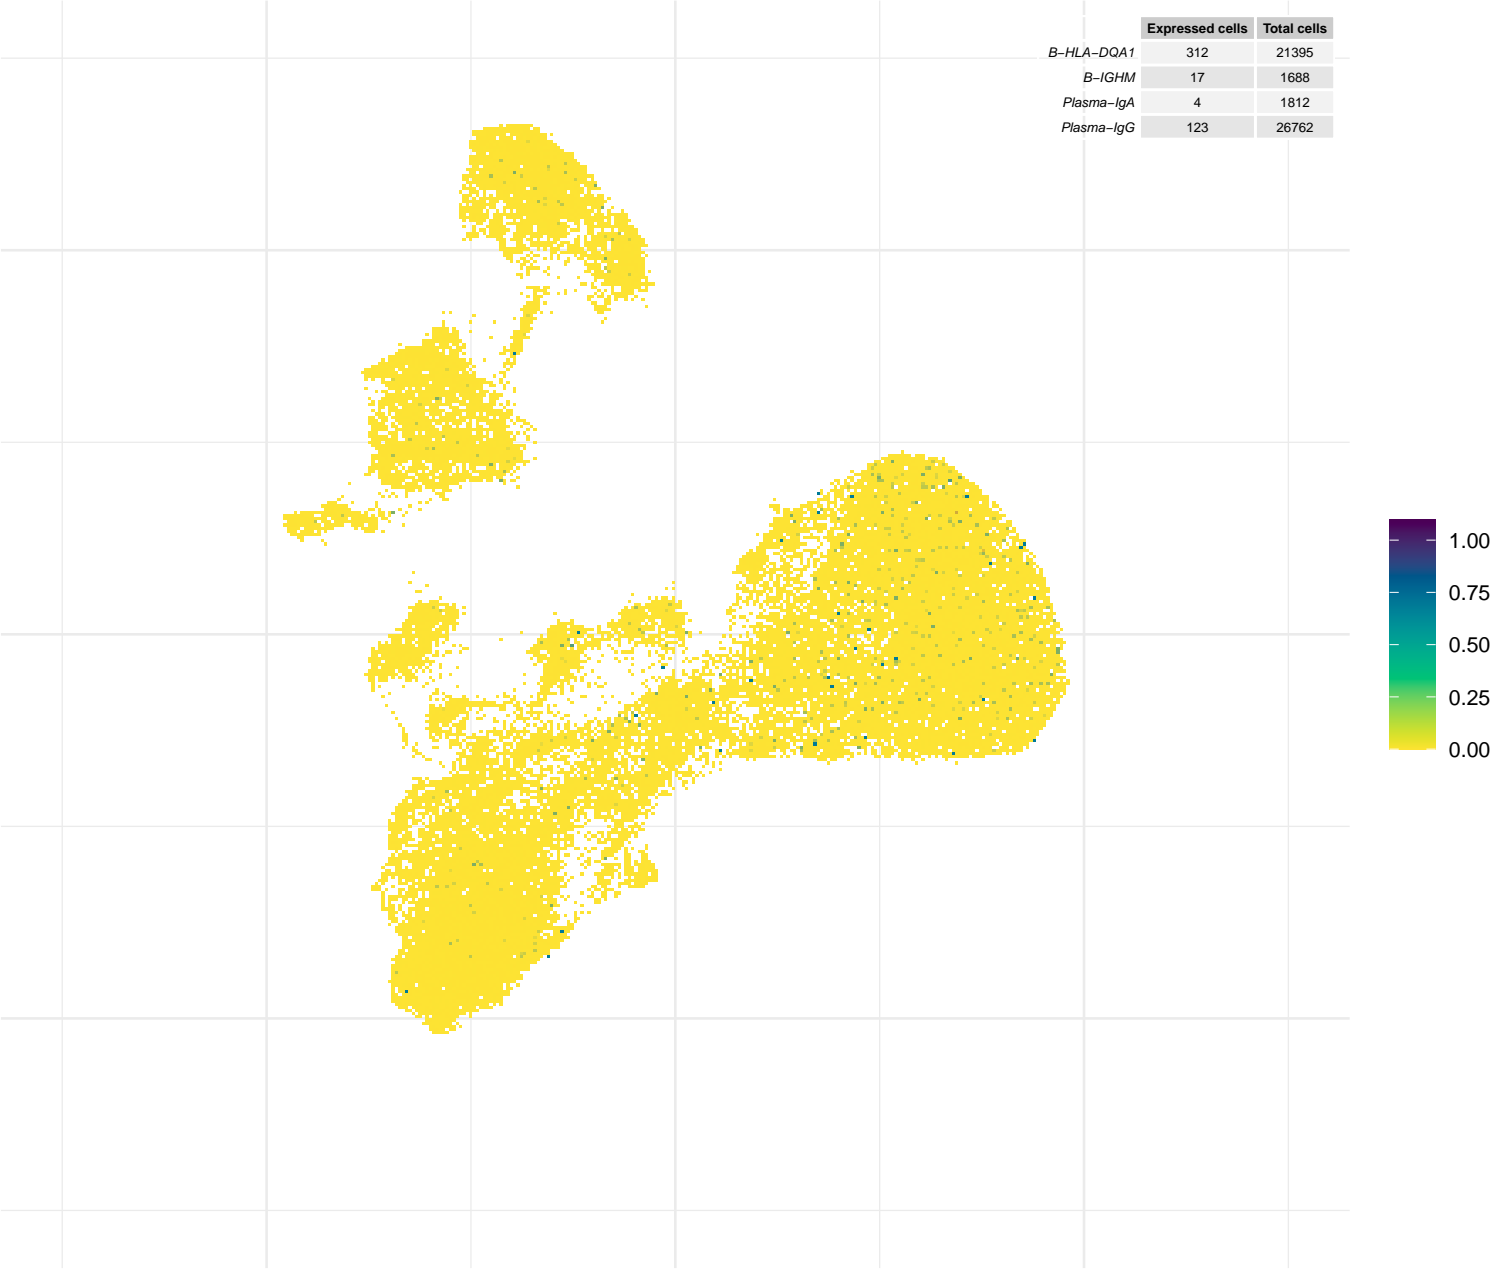 Expressed cells Total cells
B−HLA−DQA1 312 21395
B−IGHM 17 1688
Plasma−IgA 4 1812
Plasma−IgG 123 26762
1.00
0.75
0.50
0.25
0.00